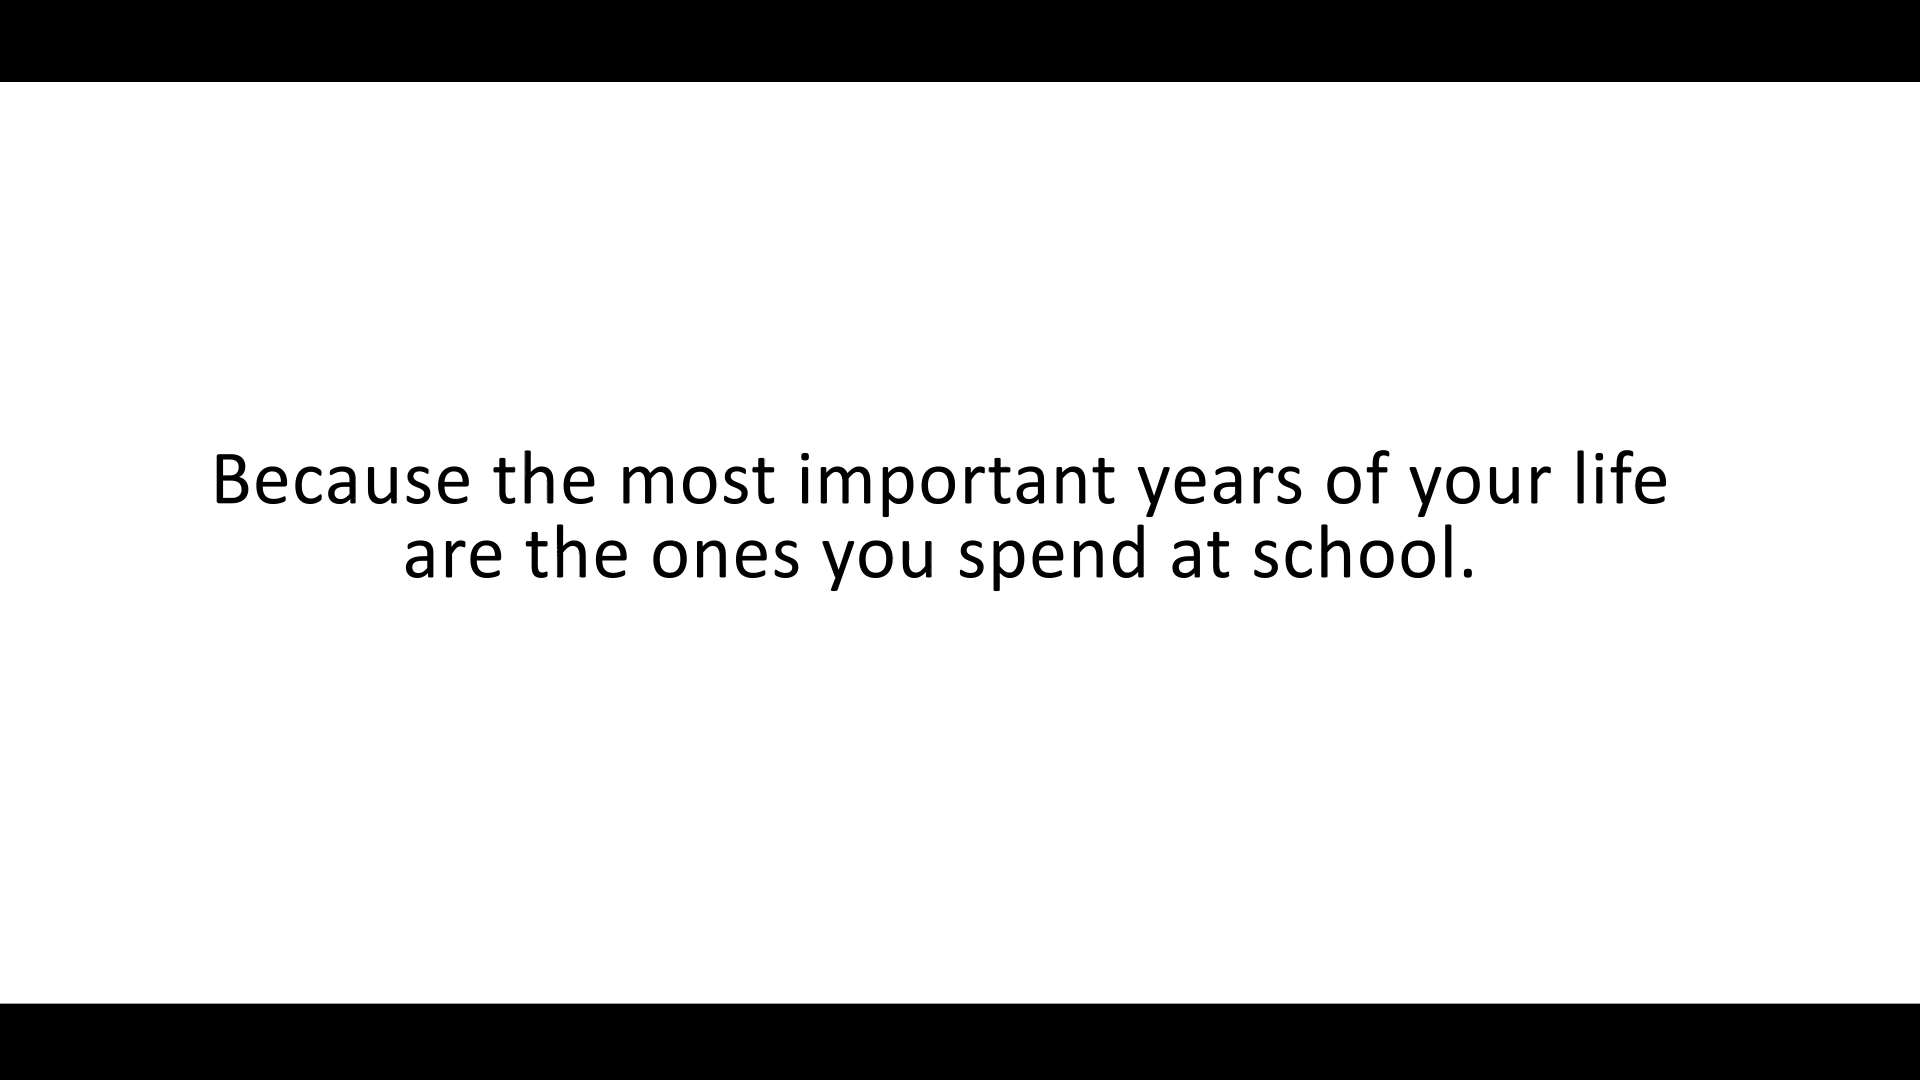 Because the most important years of your life
are the ones you spend at school.